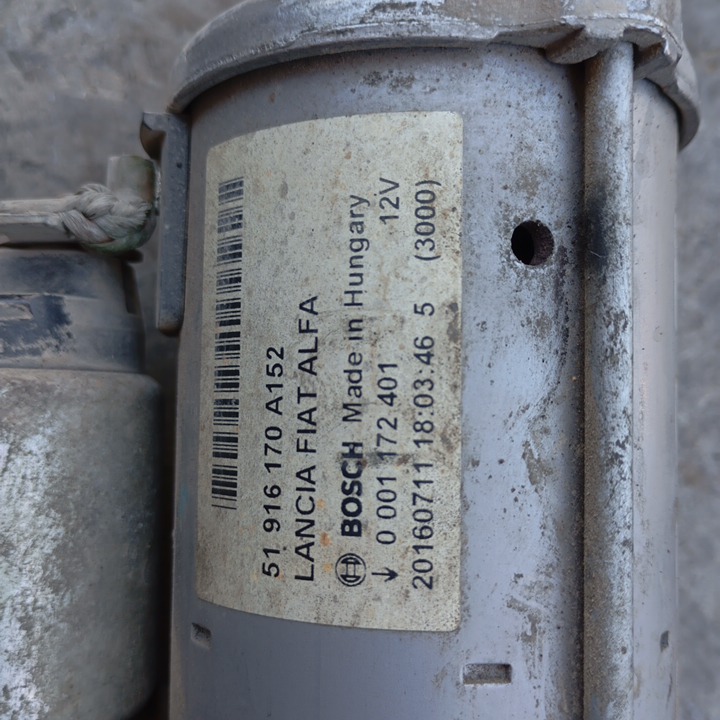 51 916 170 A152
LANCIA FIAT ALFA
BOSCH Made in Hungary
↓ 0 001 172 401 12V
20160711 18:03:46 5 (3000)